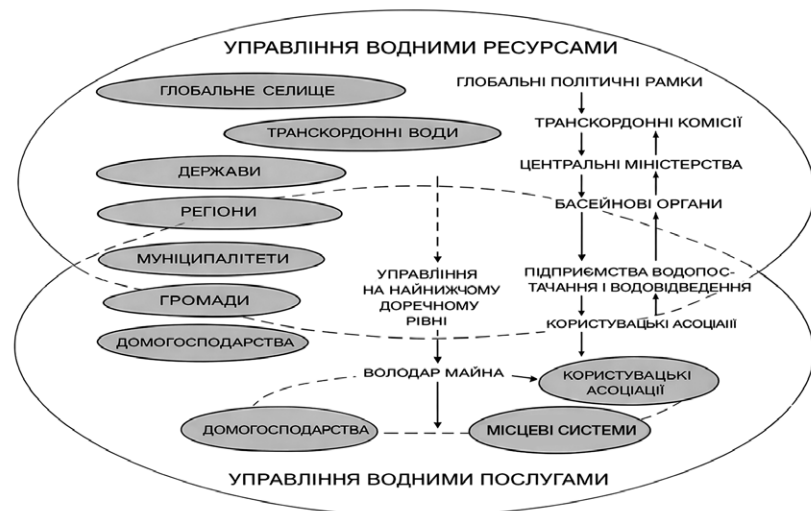 УПРАВЛІННЯ ВОДНИМИ РЕСУРСАМИ
ГЛОБАЛЬНЕ СЕЛИЩЕ
ТРАНСКОРДОННІ ВОДИ
ДЕРЖАВИ
РЕГІОНИ
МУНІЦИПАЛІТЕТИ
ГРОМАДИ
ДОМОГОСПОДАРСТВА
УПРАВЛІННЯ
НА НАЙНИЖЧОМУ
ДОРЕЧНОМУ
РІВНІ
ГЛОБАЛЬНІ ПОЛІТИЧНІ РАМКИ
ТРАНСКОРДОННІ КОМІСІЇ
ЦЕНТРАЛЬНІ МІНІСТЕРСТВА
БАСЕЙНОВІ ОРГАНИ
ПІДПРИЄМСТВА ВОДОПОС-
ТАЧАННЯ І ВОДОВІДВЕДЕННЯ
КОРИСТУВАЦЬКІ АСОЦІАІІІ
ВОЛОДАР МАЙНА
КОРИСТУВАЦЬКІ
АСОЦІАЦІЇ
ДОМОГОСПОДАРСТВА
МІСЦЕВІ СИСТЕМИ
УПРАВЛІННЯ ВОДНИМИ ПОСЛУГАМИ